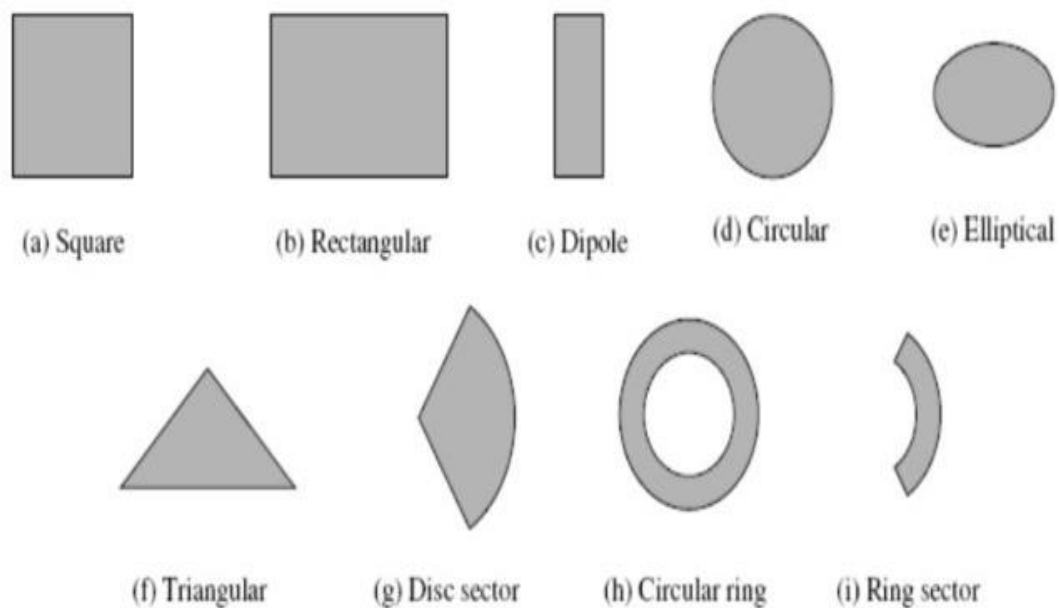 (a) Square
(b) Rectangular
(c) Dipole
(d) Circular
(e) Elliptical
(f) Triangular
(g) Disc sector
(h) Circular ring
(i) Ring sector